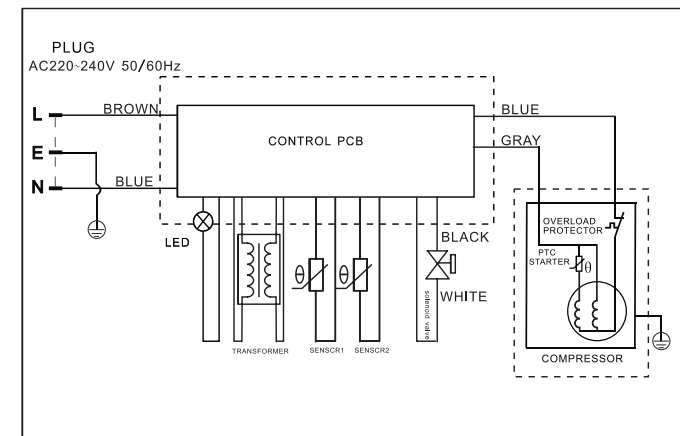 PLUG
AC220~240V 50/60Hz
L
BROWN
BLUE
CONTROL PCB
GRAY
E
N
BLUE
OVERLOAD
PROTECTOR
LED
BLACK
PTC
STARTER
θ
θ
θ
WHITE
solenoid valve
TRANSFORMER
SENSCR1
SENSCR2
COMPRESSOR